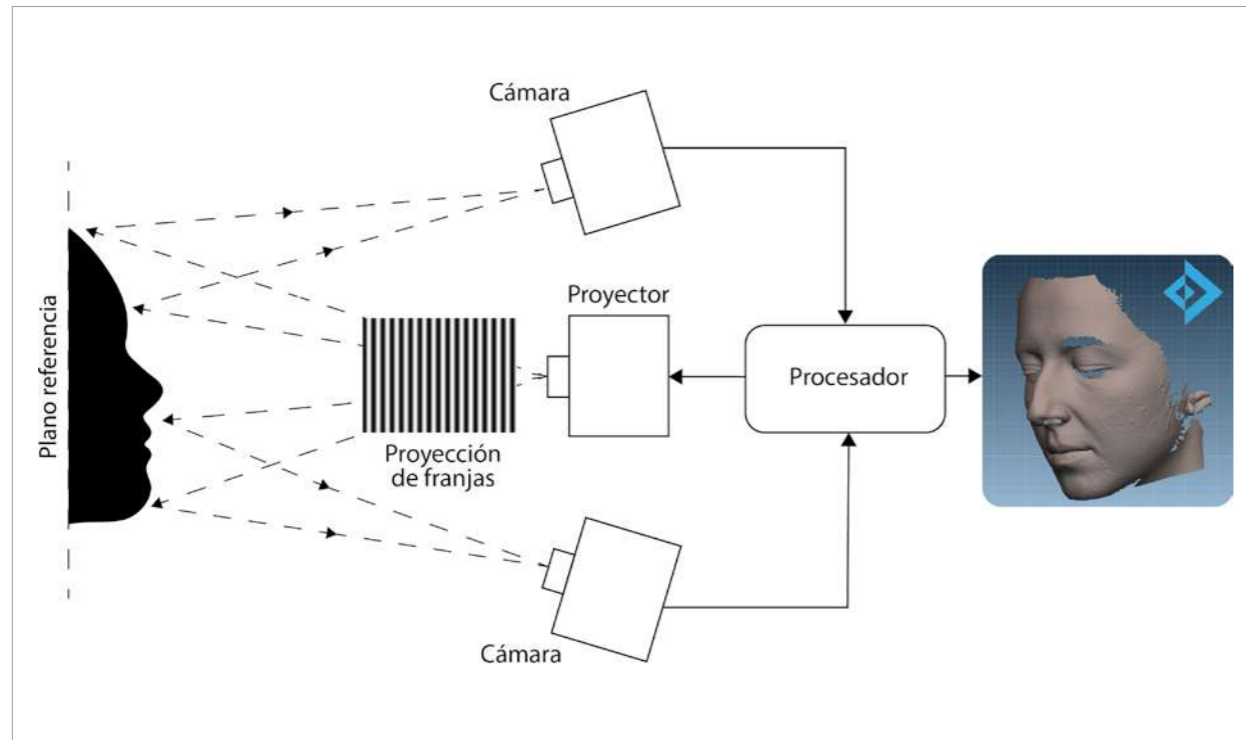 Cámara
Proyector
Procesador
Plano referencia
Proyección
de franjas
Cámara